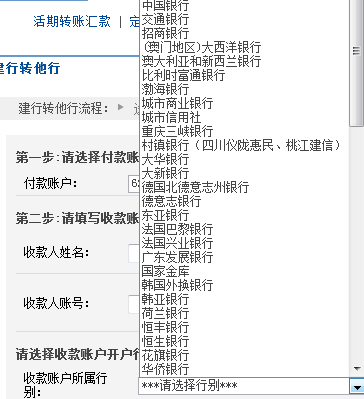 活期转账汇款 | 定
建行转他行
建行转他行流程：
第一步:请选择付款账
付款账户：
62
第二步:请填写收款账
收款人姓名：
收款人账号：
请选择收款账户开户行
收款账户所属行
别：
中国银行
交通银行
招商银行
(澳门地区)大西洋银行
澳大利亚和新西兰银行
比利时富通银行
渤海银行
城市商业银行
城市信用社
重庆三峡银行
村镇银行（四川仪陇惠民、桃江建信）
大华银行
大新银行
德国北德意志州银行
德意志银行
东亚银行
法国巴黎银行
法国兴业银行
广东发展银行
国家金库
韩国外换银行
韩亚银行
荷兰银行
恒丰银行
恒生银行
花旗银行
华侨银行
***请选择行别***